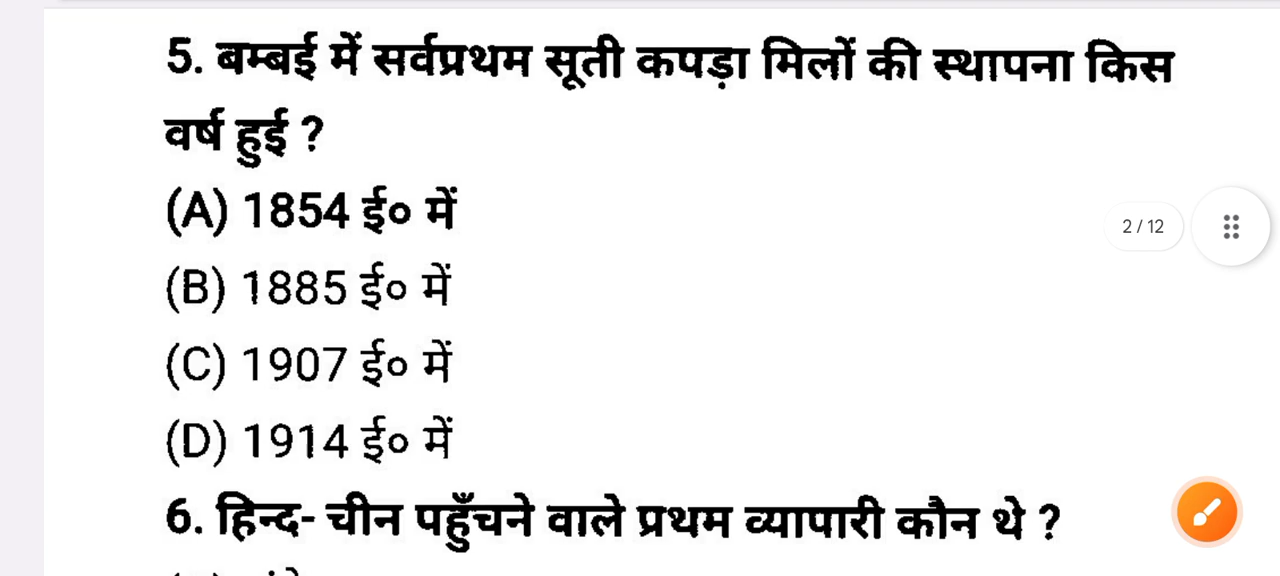 5. बम्बई में सर्वप्रथम सूती कपड़ा मिलों की स्थापना किस
वर्ष हुई ?
(A) 1854 ई० में
(B) 1885 ई० में
(C) 1907 ई० में
(D) 1914 ई० में
2 / 12
6. हिन्द- चीन पहुँचने वाले प्रथम व्यापारी कौन थे ?